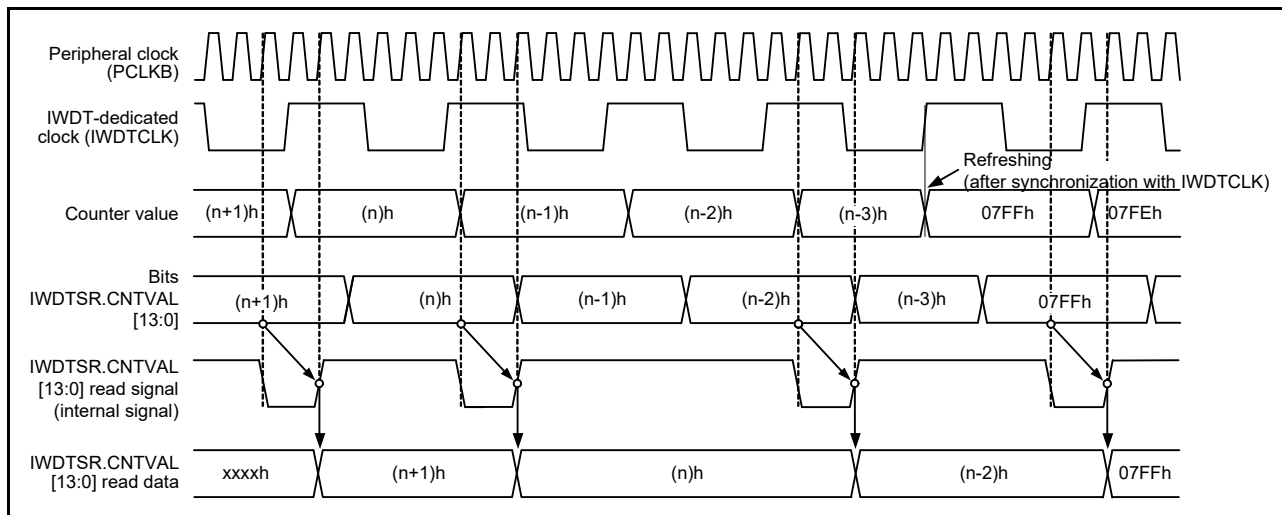 Peripheral clock
(PCLKB)
IWDT-dedicated
clock (IWDTCLK)
Refreshing
(after synchronization with IWDTCLK)
Counter value
(n+1)h
(n)h
(n-1)h
(n-2)h
(n-3)h
07FFh
07FEh
Bits
IWDTSR.CNTVAL
[13:0]
(n+1)h
(n)h
(n-1)h
(n-2)h
(n-3)h
07FFh
IWDTSR.CNTVAL
[13:0] read signal
(internal signal)
IWDTSR.CNTVAL
[13:0] read data
xxxxh
(n+1)h
(n)h
(n-2)h
07FFh